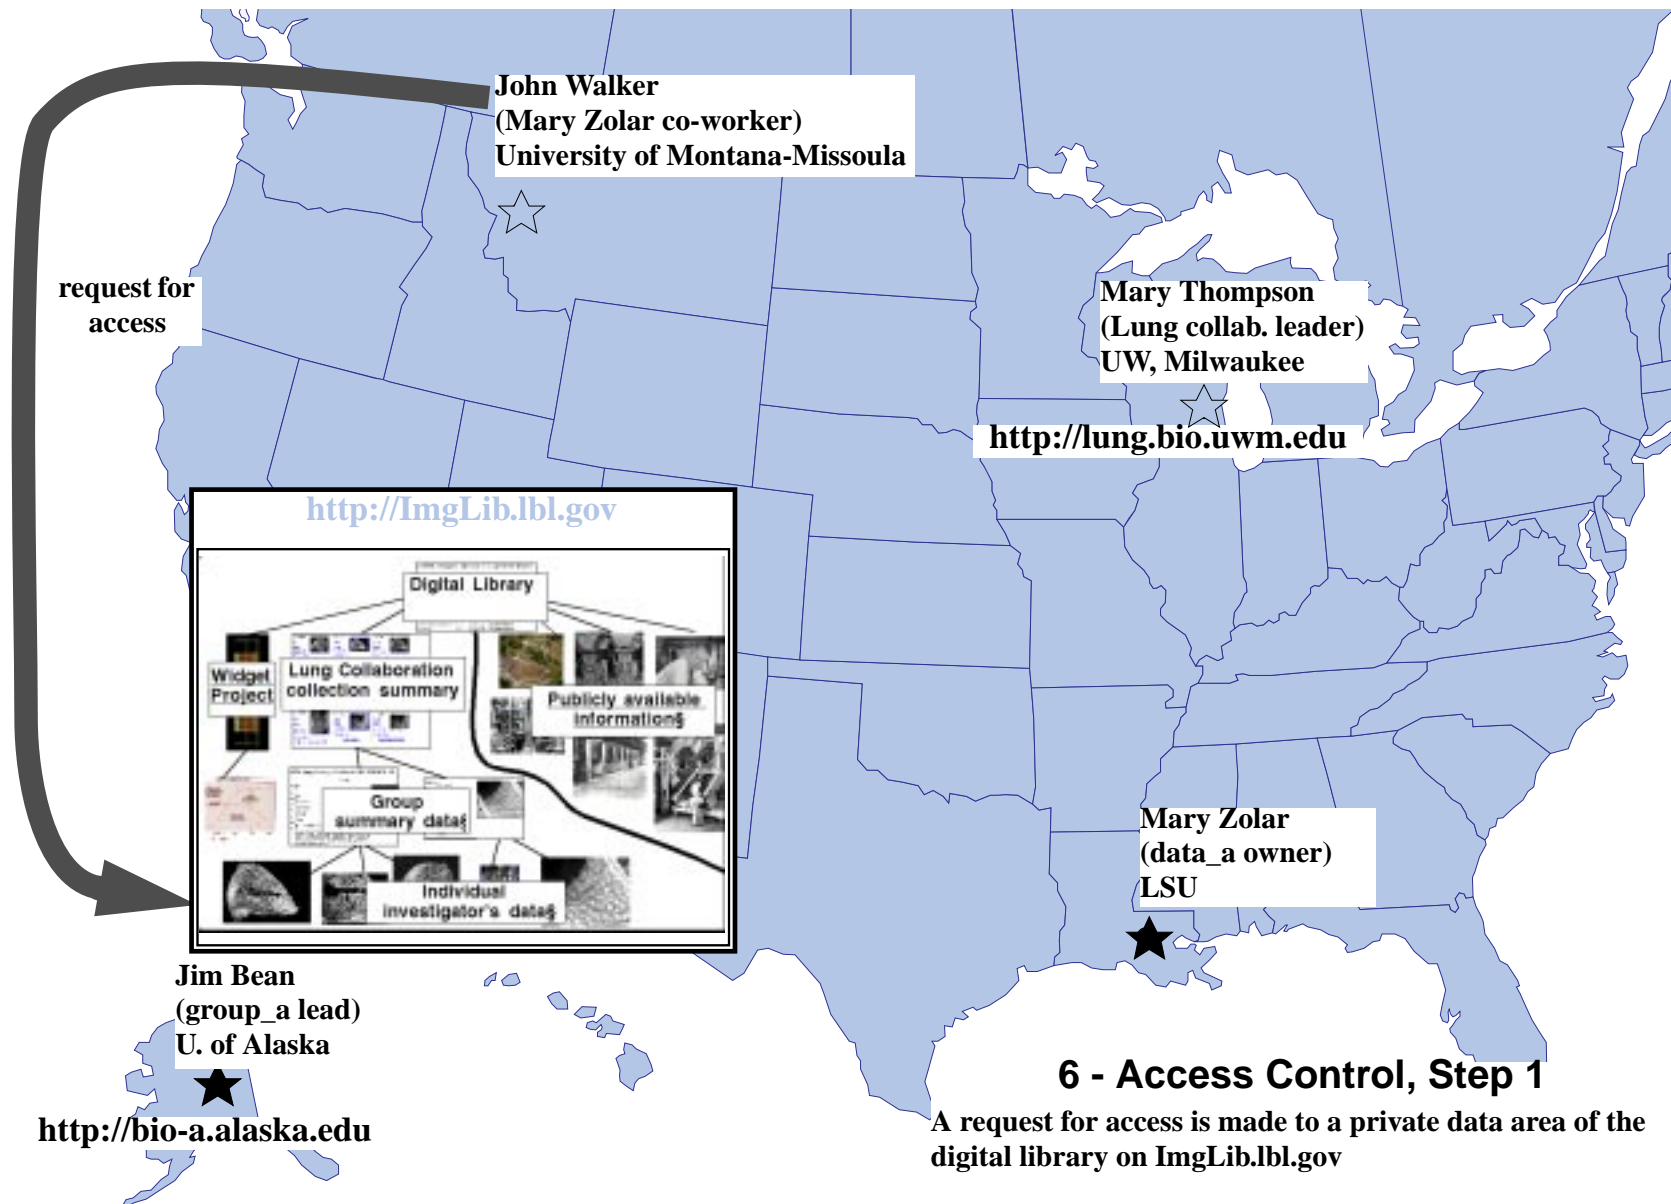 John Walker
(Mary Zolar co-worker)
University of Montana-Missoula
request for
access
Mary Thompson
(Lung collab. leader)
UW, Milwaukee
http://lung.bio.uwm.edu
http://ImgLib.lbl.gov
Digital Library
Widget
Project
Lung Collaboration
collection summary
Publicly available
information§
Group
summary data§
Individual
investigator's data§
Mary Zolar
(data_a owner)
LSU
Jim Bean
(group_a lead)
U. of Alaska
http://bio-a.alaska.edu
6 - Access Control, Step 1
A request for access is made to a private data area of the
digital library on ImgLib.lbl.gov